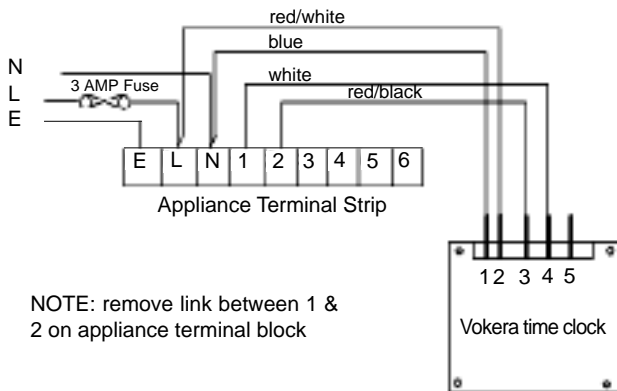 red/white
blue
N
white
3 AMP Fuse
L
red/black
E
E L N 1 2 3 4 5 6
Appliance Terminal Strip
1 2 3 4 5
NOTE: remove link between 1 &
2 on appliance terminal block
Vokera time clock